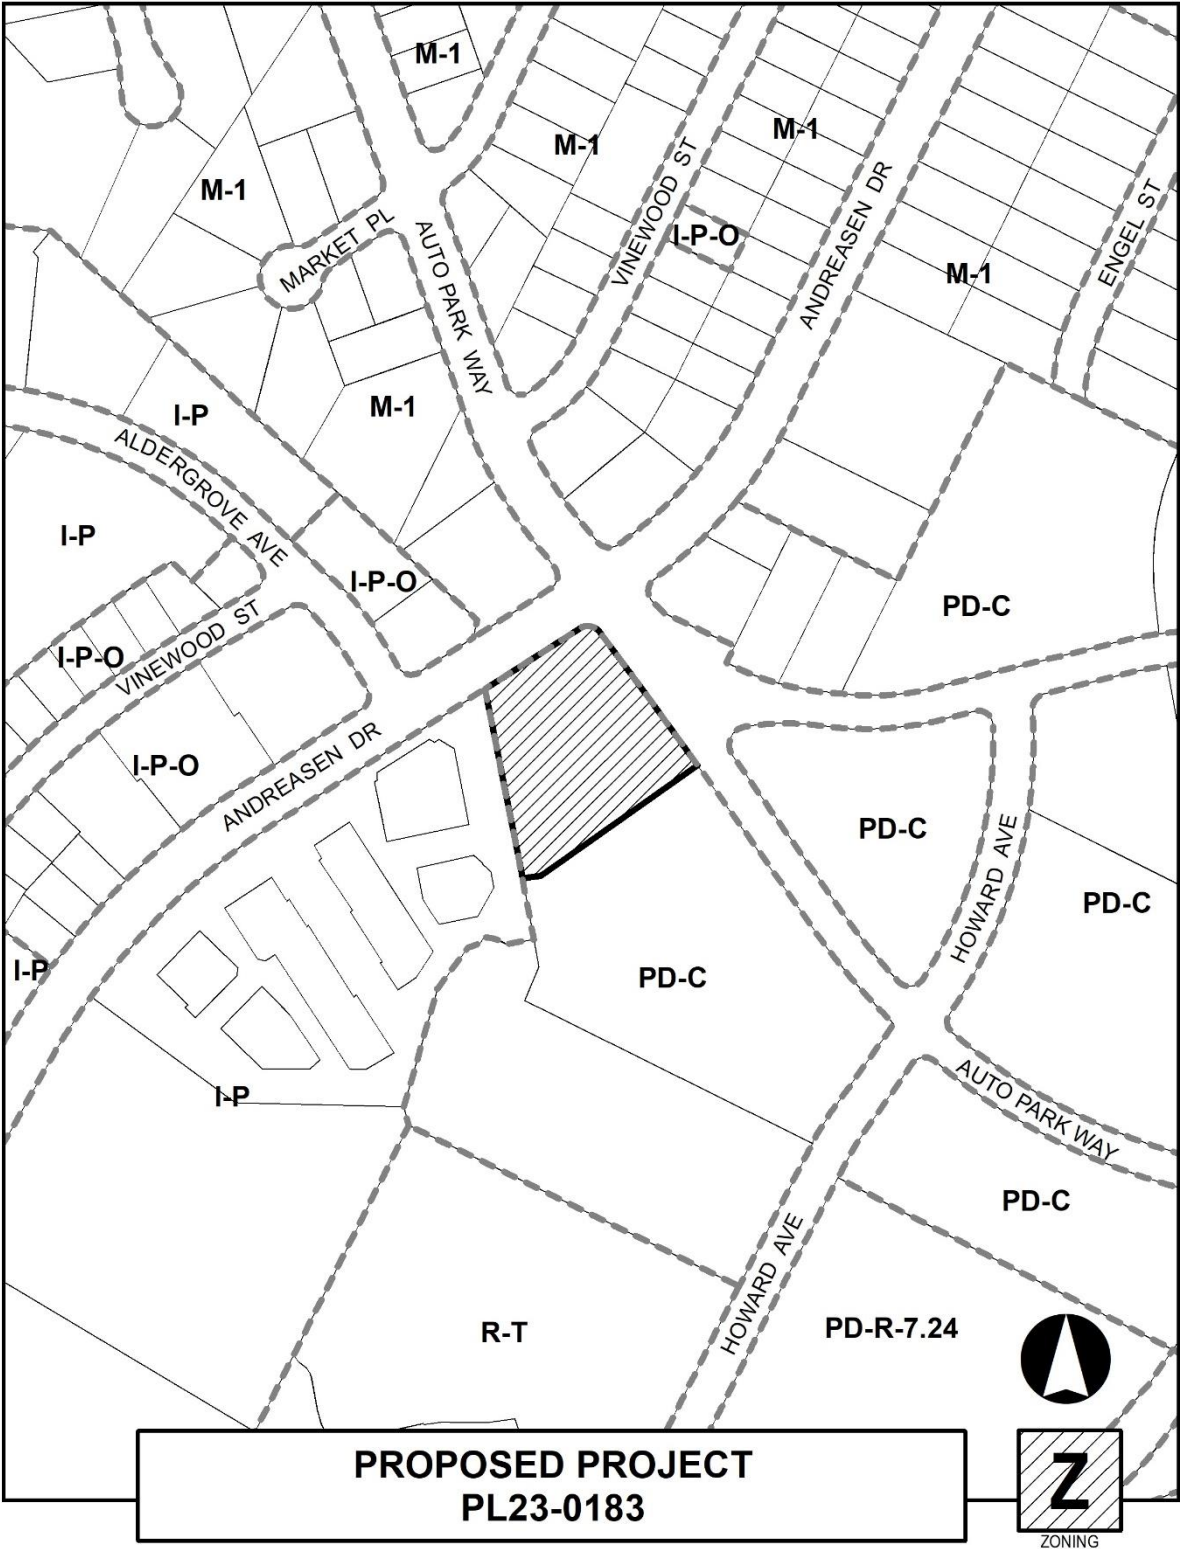 M-1
M-1
M-1
M-1
VINEWOOD ST
ANDREASEN DR
ENGEL ST
MARKET PL
AUTO PARK WAY
I-P-O
M-1
M-1
I-P
ALDERGROVE AVE
I-P
I-P-O
PD-C
I-P-O
VINEWOOD ST
I-P-O
ANDREASEN DR
PD-C
HOWARD AVE
PD-C
I-P
PD-C
I-P
AUTO PARK WAY
PD-C
HOWARD AVE
R-T
PD-R-7.24
PROPOSED PROJECT
PL23-0183
Z
ZONING